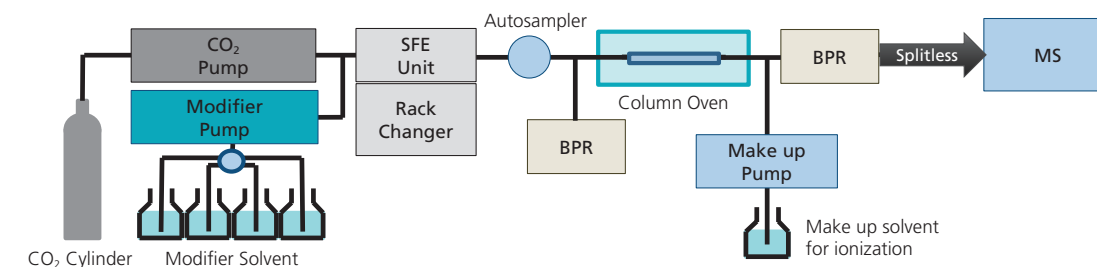 Autosampler
CO₂
Pump
SFE
Unit
BPR
Splitless
MS
Modifier
Pump
Rack
Changer
Column Oven
BPR
Make up
Pump
Make up solvent
for ionization
CO₂ Cylinder
Modifier Solvent